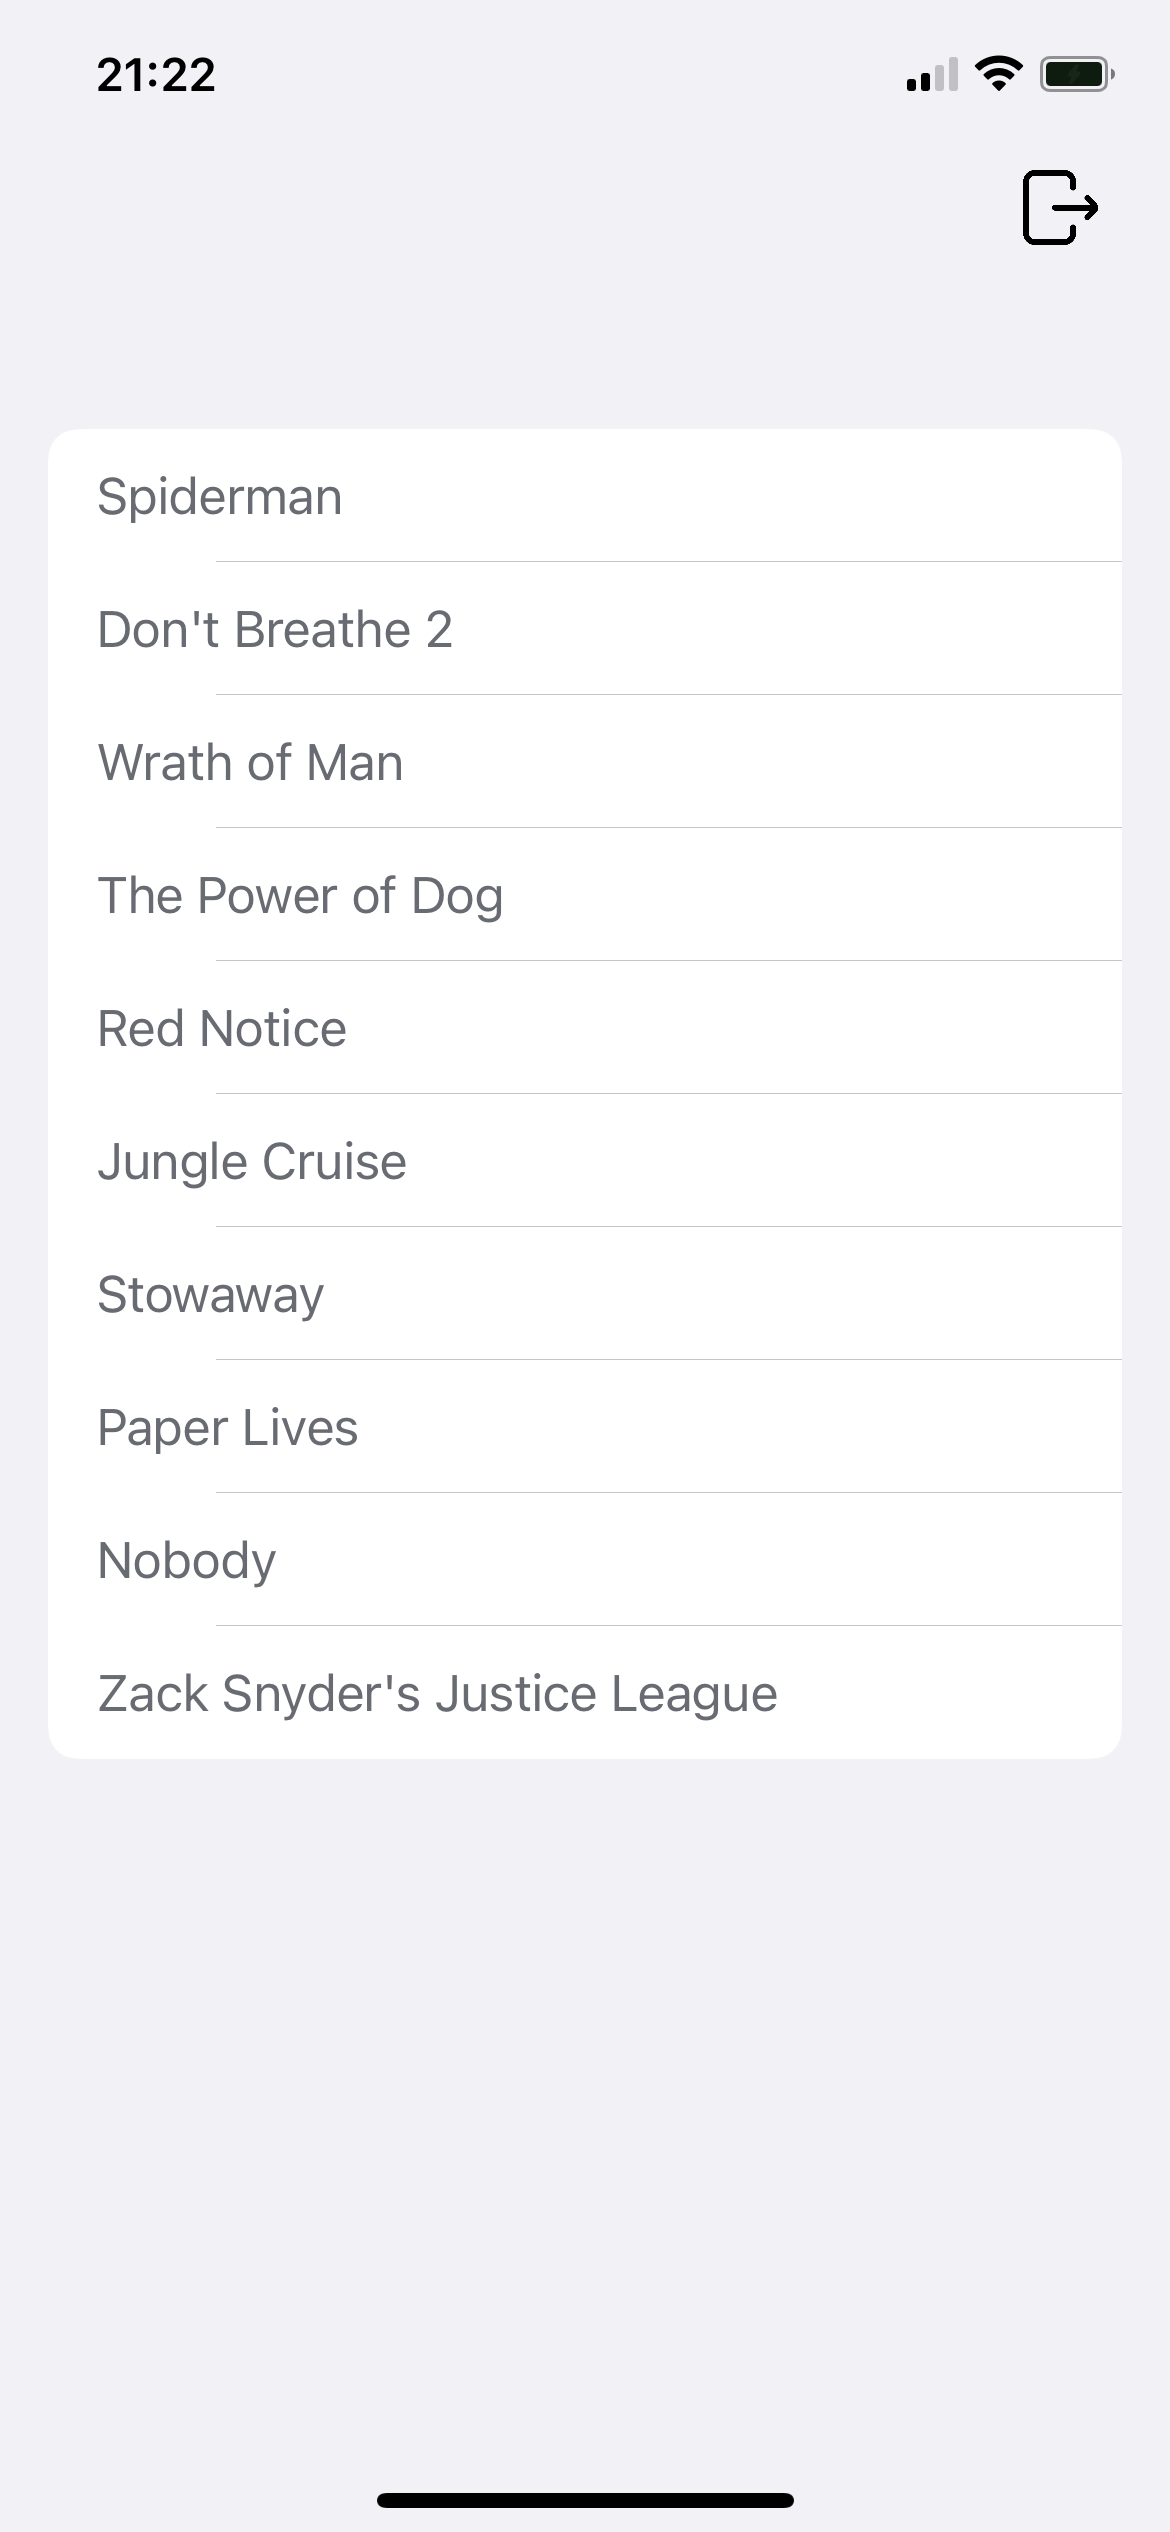 21:22
Spiderman
Don't Breathe 2
Wrath of Man
The Power of Dog
Red Notice
Jungle Cruise
Stowaway
Paper Lives
Nobody
Zack Snyder's Justice League